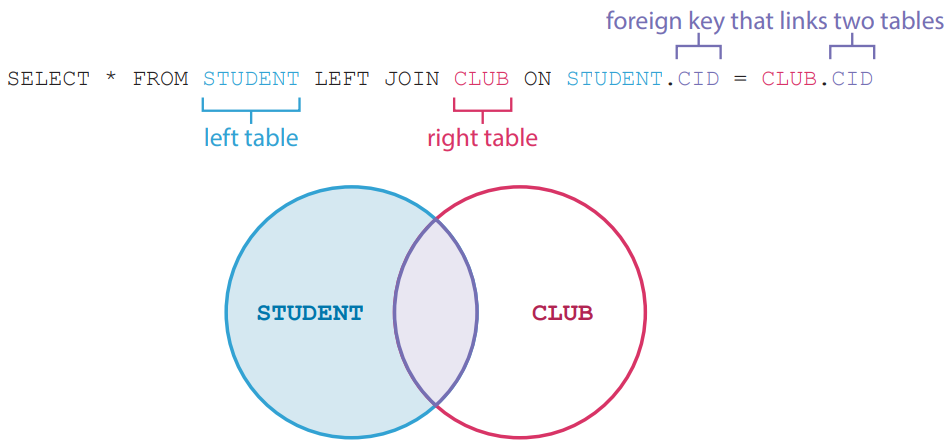 foreign key that links two tables
SELECT * FROM STUDENT LEFT JOIN CLUB ON STUDENT.CID = CLUB.CID
left table
right table
STUDENT
CLUB